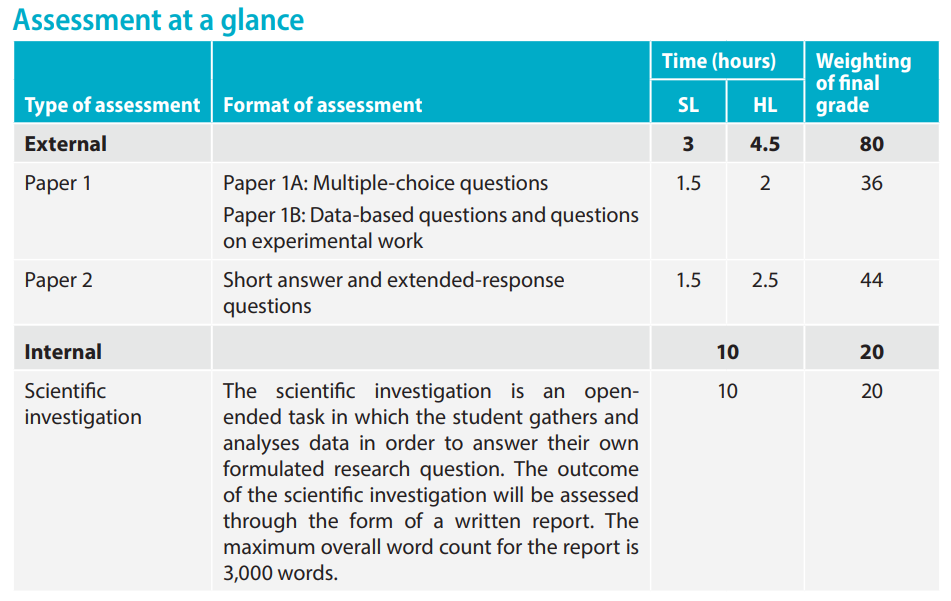 Assessment at a glance
Type of assessment
Format of assessment
Time (hours)
SL
HL
Weighting
of final
grade
External
3
4.5
80
Paper 1
Paper 1A: Multiple-choice questions
1.5
2
36
Paper 1B: Data-based questions and questions
on experimental work
Paper 2
Short answer and extended-response
questions
1.5
2.5
44
Internal
10
20
Scientific
investigation
The scientific investigation is an open-
ended task in which the student gathers and
analyses data in order to answer their own
formulated research question. The outcome
of the scientific investigation will be assessed
through the form of a written report. The
maximum overall word count for the report is
3,000 words.
10
20